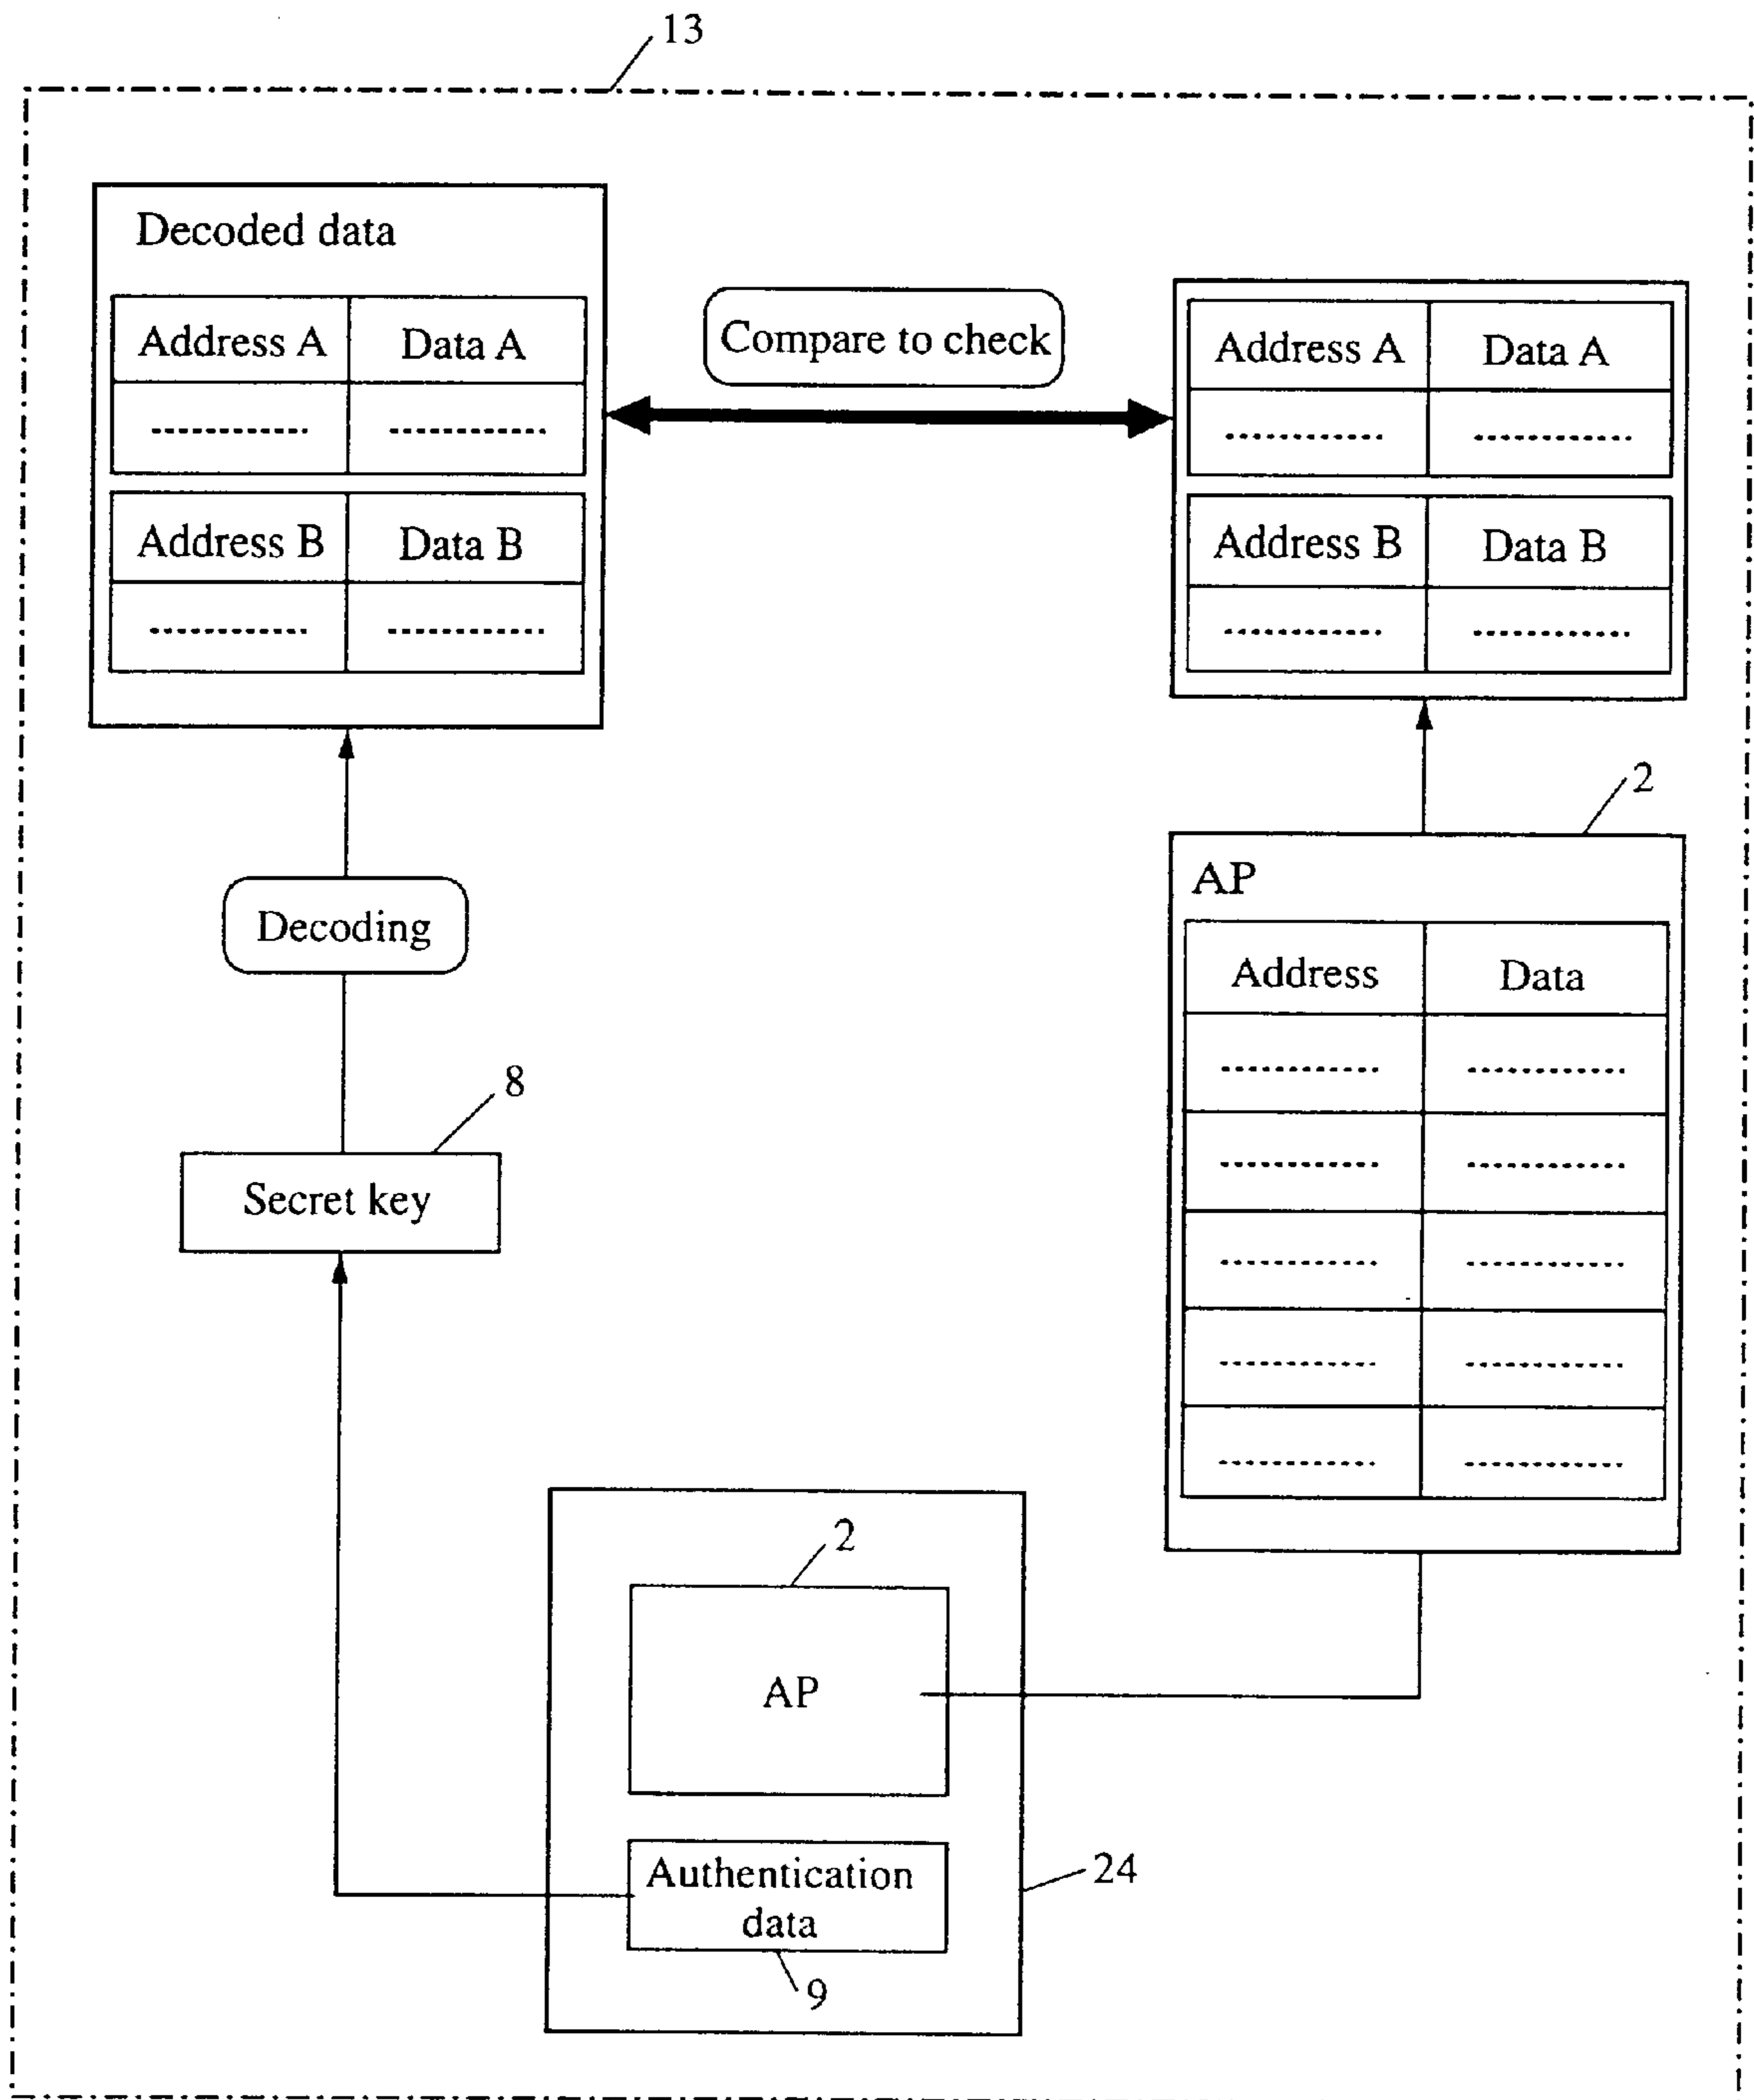 13
Decoded data
Address A Data A
Address B Data B
Compare to check
Address A Data A
Address B Data B
2
AP
Address Data
Decoding
8
Secret key
2
AP
Authentication
data
24
9